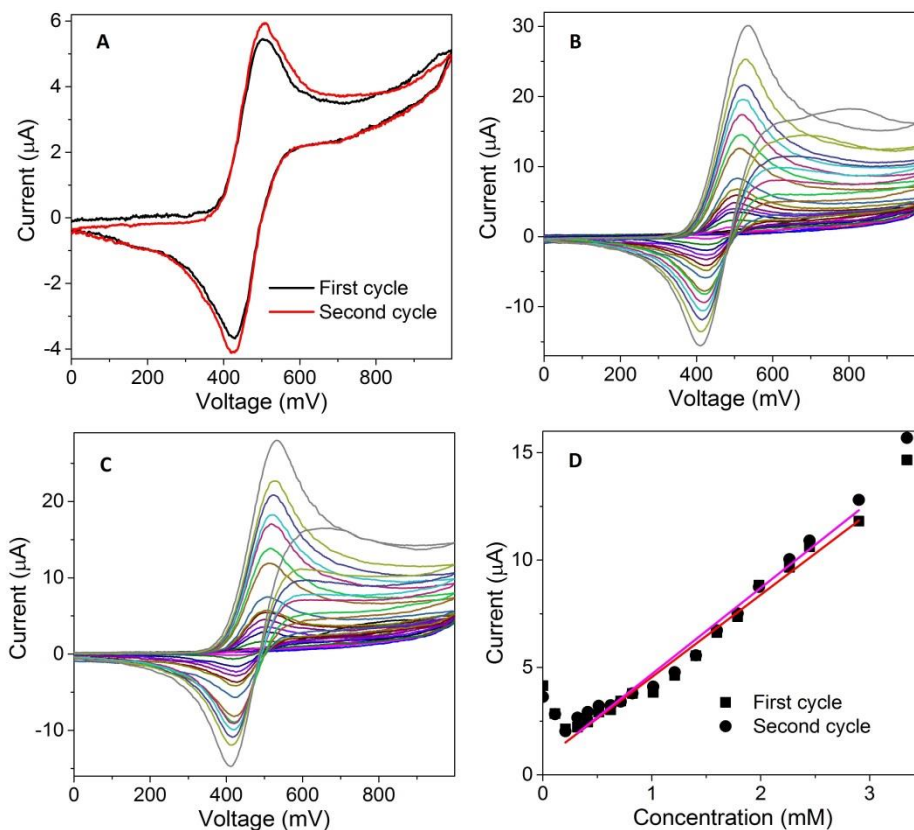 A
6
4
2
0
-2
-4
Current (µA)
First cycle
Second cycle
0 200 400 600 800
Voltage (mV)
B
30
20
10
0
-10
Current (µA)
0 200 400 600 800
Voltage (mV)
C
20
10
0
-10
Current (µA)
0 200 400 600 800
Voltage (mV)
D
15
10
5
0
Current (µA)
First cycle
Second cycle
0 1 2 3
Concentration (mM)